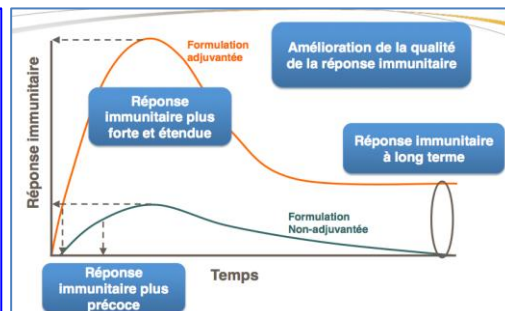 Amélioration de la qualité
de la réponse immunitaire
Formulation
adjuvantée
Réponse
immunitaire plus
forte et étendue
Réponse immunitaire
à long terme
Réponse immunitaire
Formulation
Non-adjuvantée
Réponse
immunitaire plus
précoce
Temps